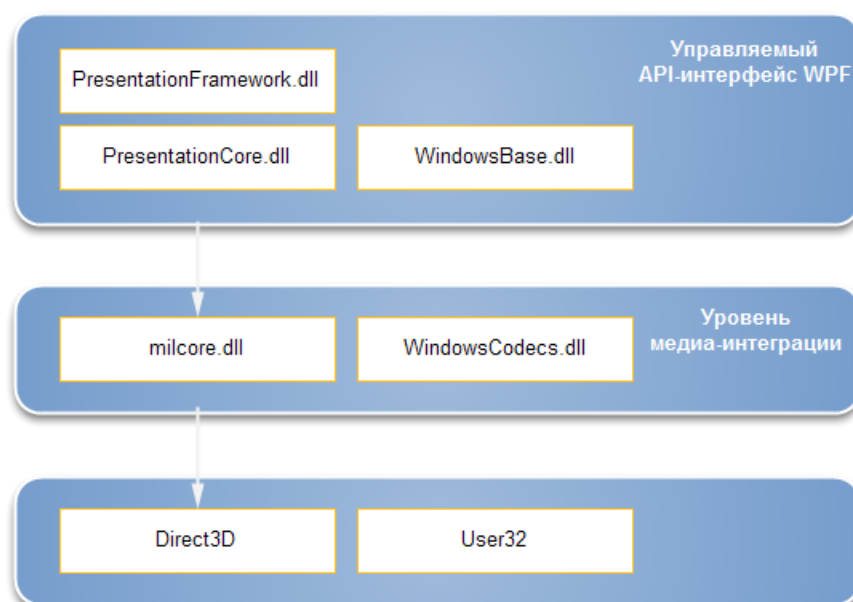 Управляемый
API-интерфейс WPF
PresentationFramework.dll
PresentationCore.dll
WindowsBase.dll
Уровень
медиа-интеграции
milcore.dll
WindowsCodecs.dll
Direct3D
User32